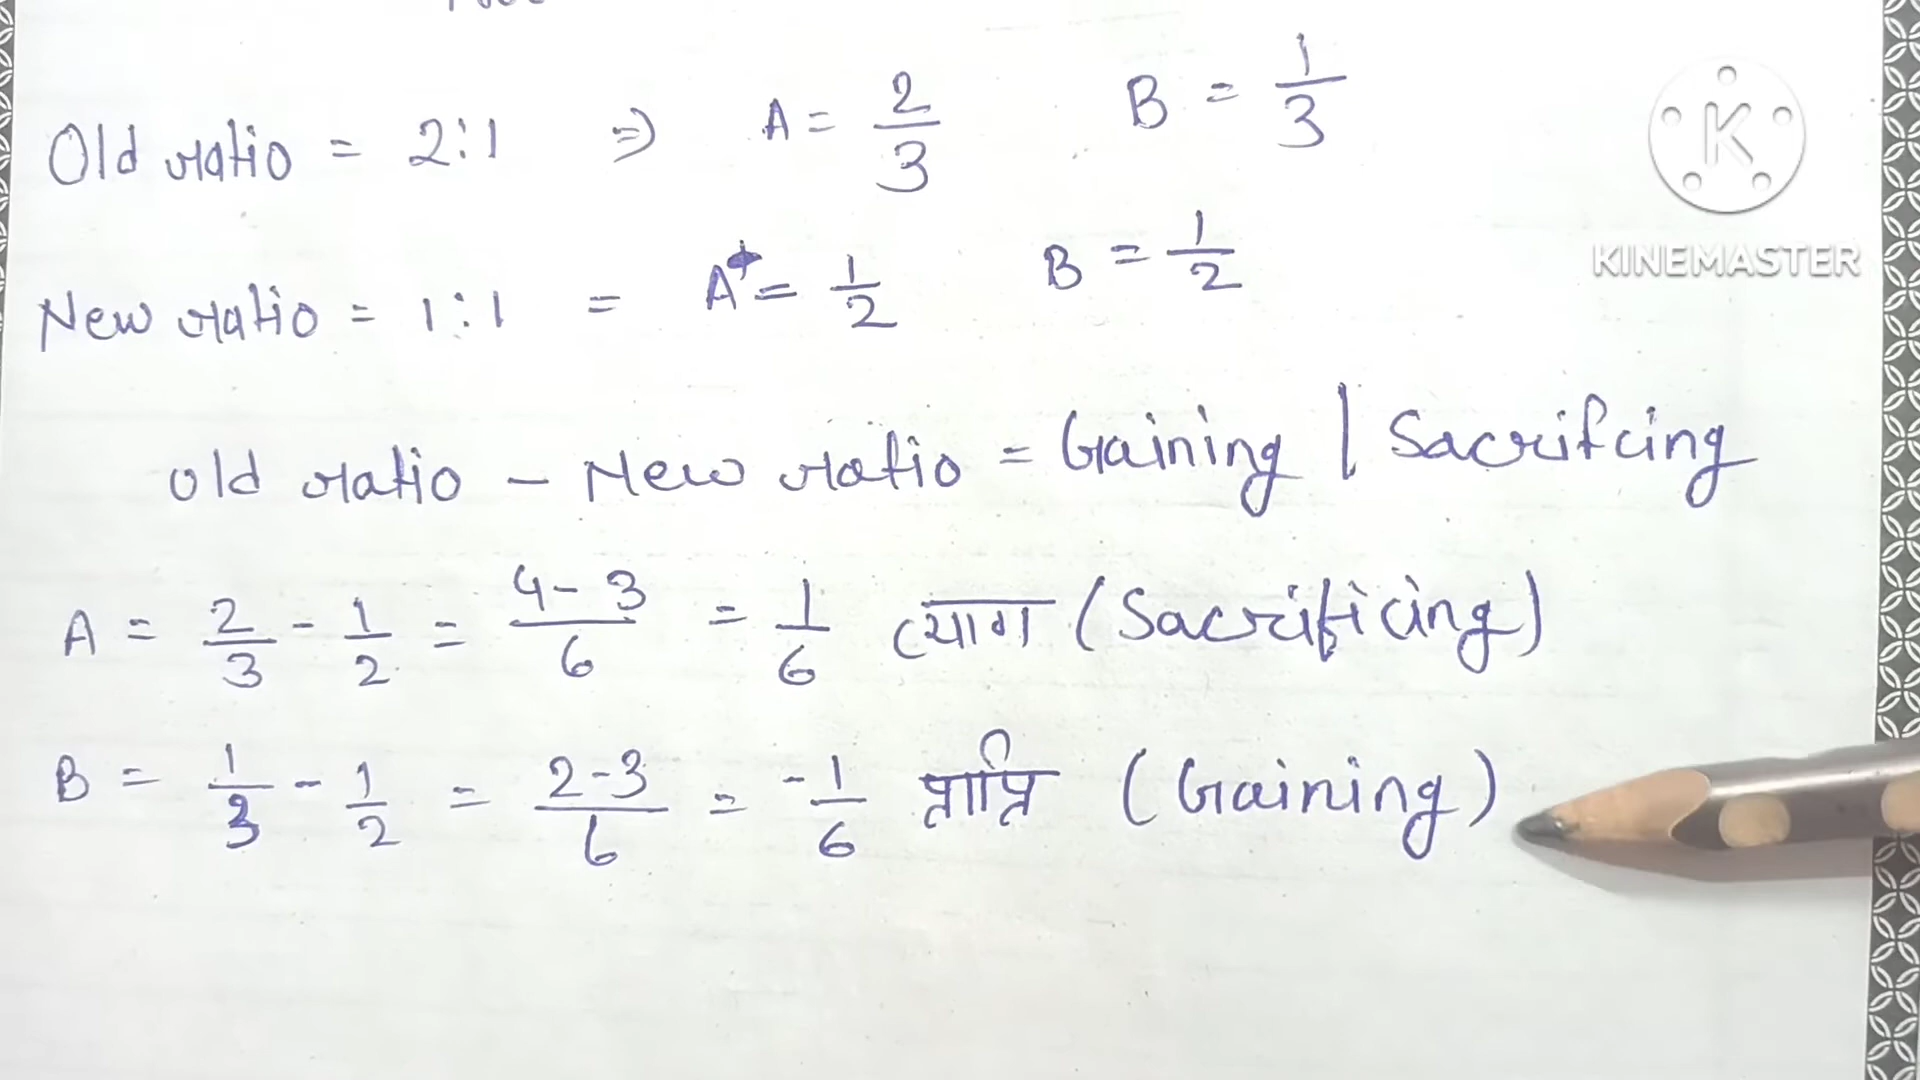 Old ratio = 2:1 ⇒ A = 2/3 B = 1/3
New ratio = 1:1 = A = 1/2 B = 1/2
Old ratio - New ratio = Gaining | Sacrifcing
A = 2/3 - 1/2 = 4-3/6 = 1/6 त्याग (Sacrificing)
B = 1/3 - 1/2 = 2-3/6 = -1/6 प्राप्ति (Gaining)
K
KINEMASTER